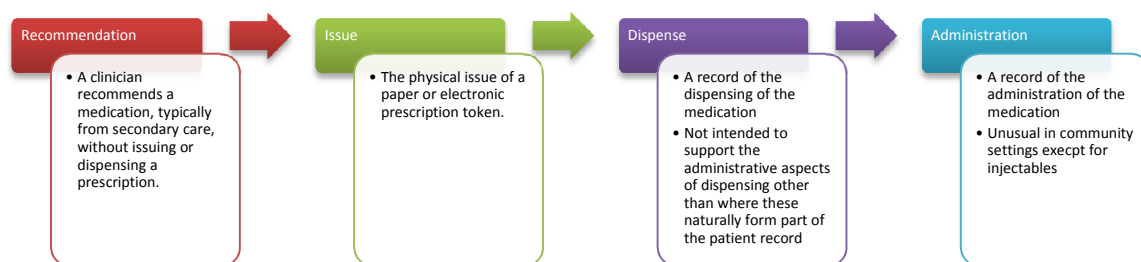 Recommendation
• A clinician
recommends a
medication, typically
from secondary care,
without issuing or
dispensing a
prescription.
Issue
• The physical issue of a
paper or electronic
prescription token.
Dispense
• A record of the
dispensing of the
medication
• Not intended to
support the
administrative aspects
of dispensing other
than where these
naturally form part of
the patient record
Administration
• A record of the
administration of the
medication
• Unusual in community
settings execpt for
injectables